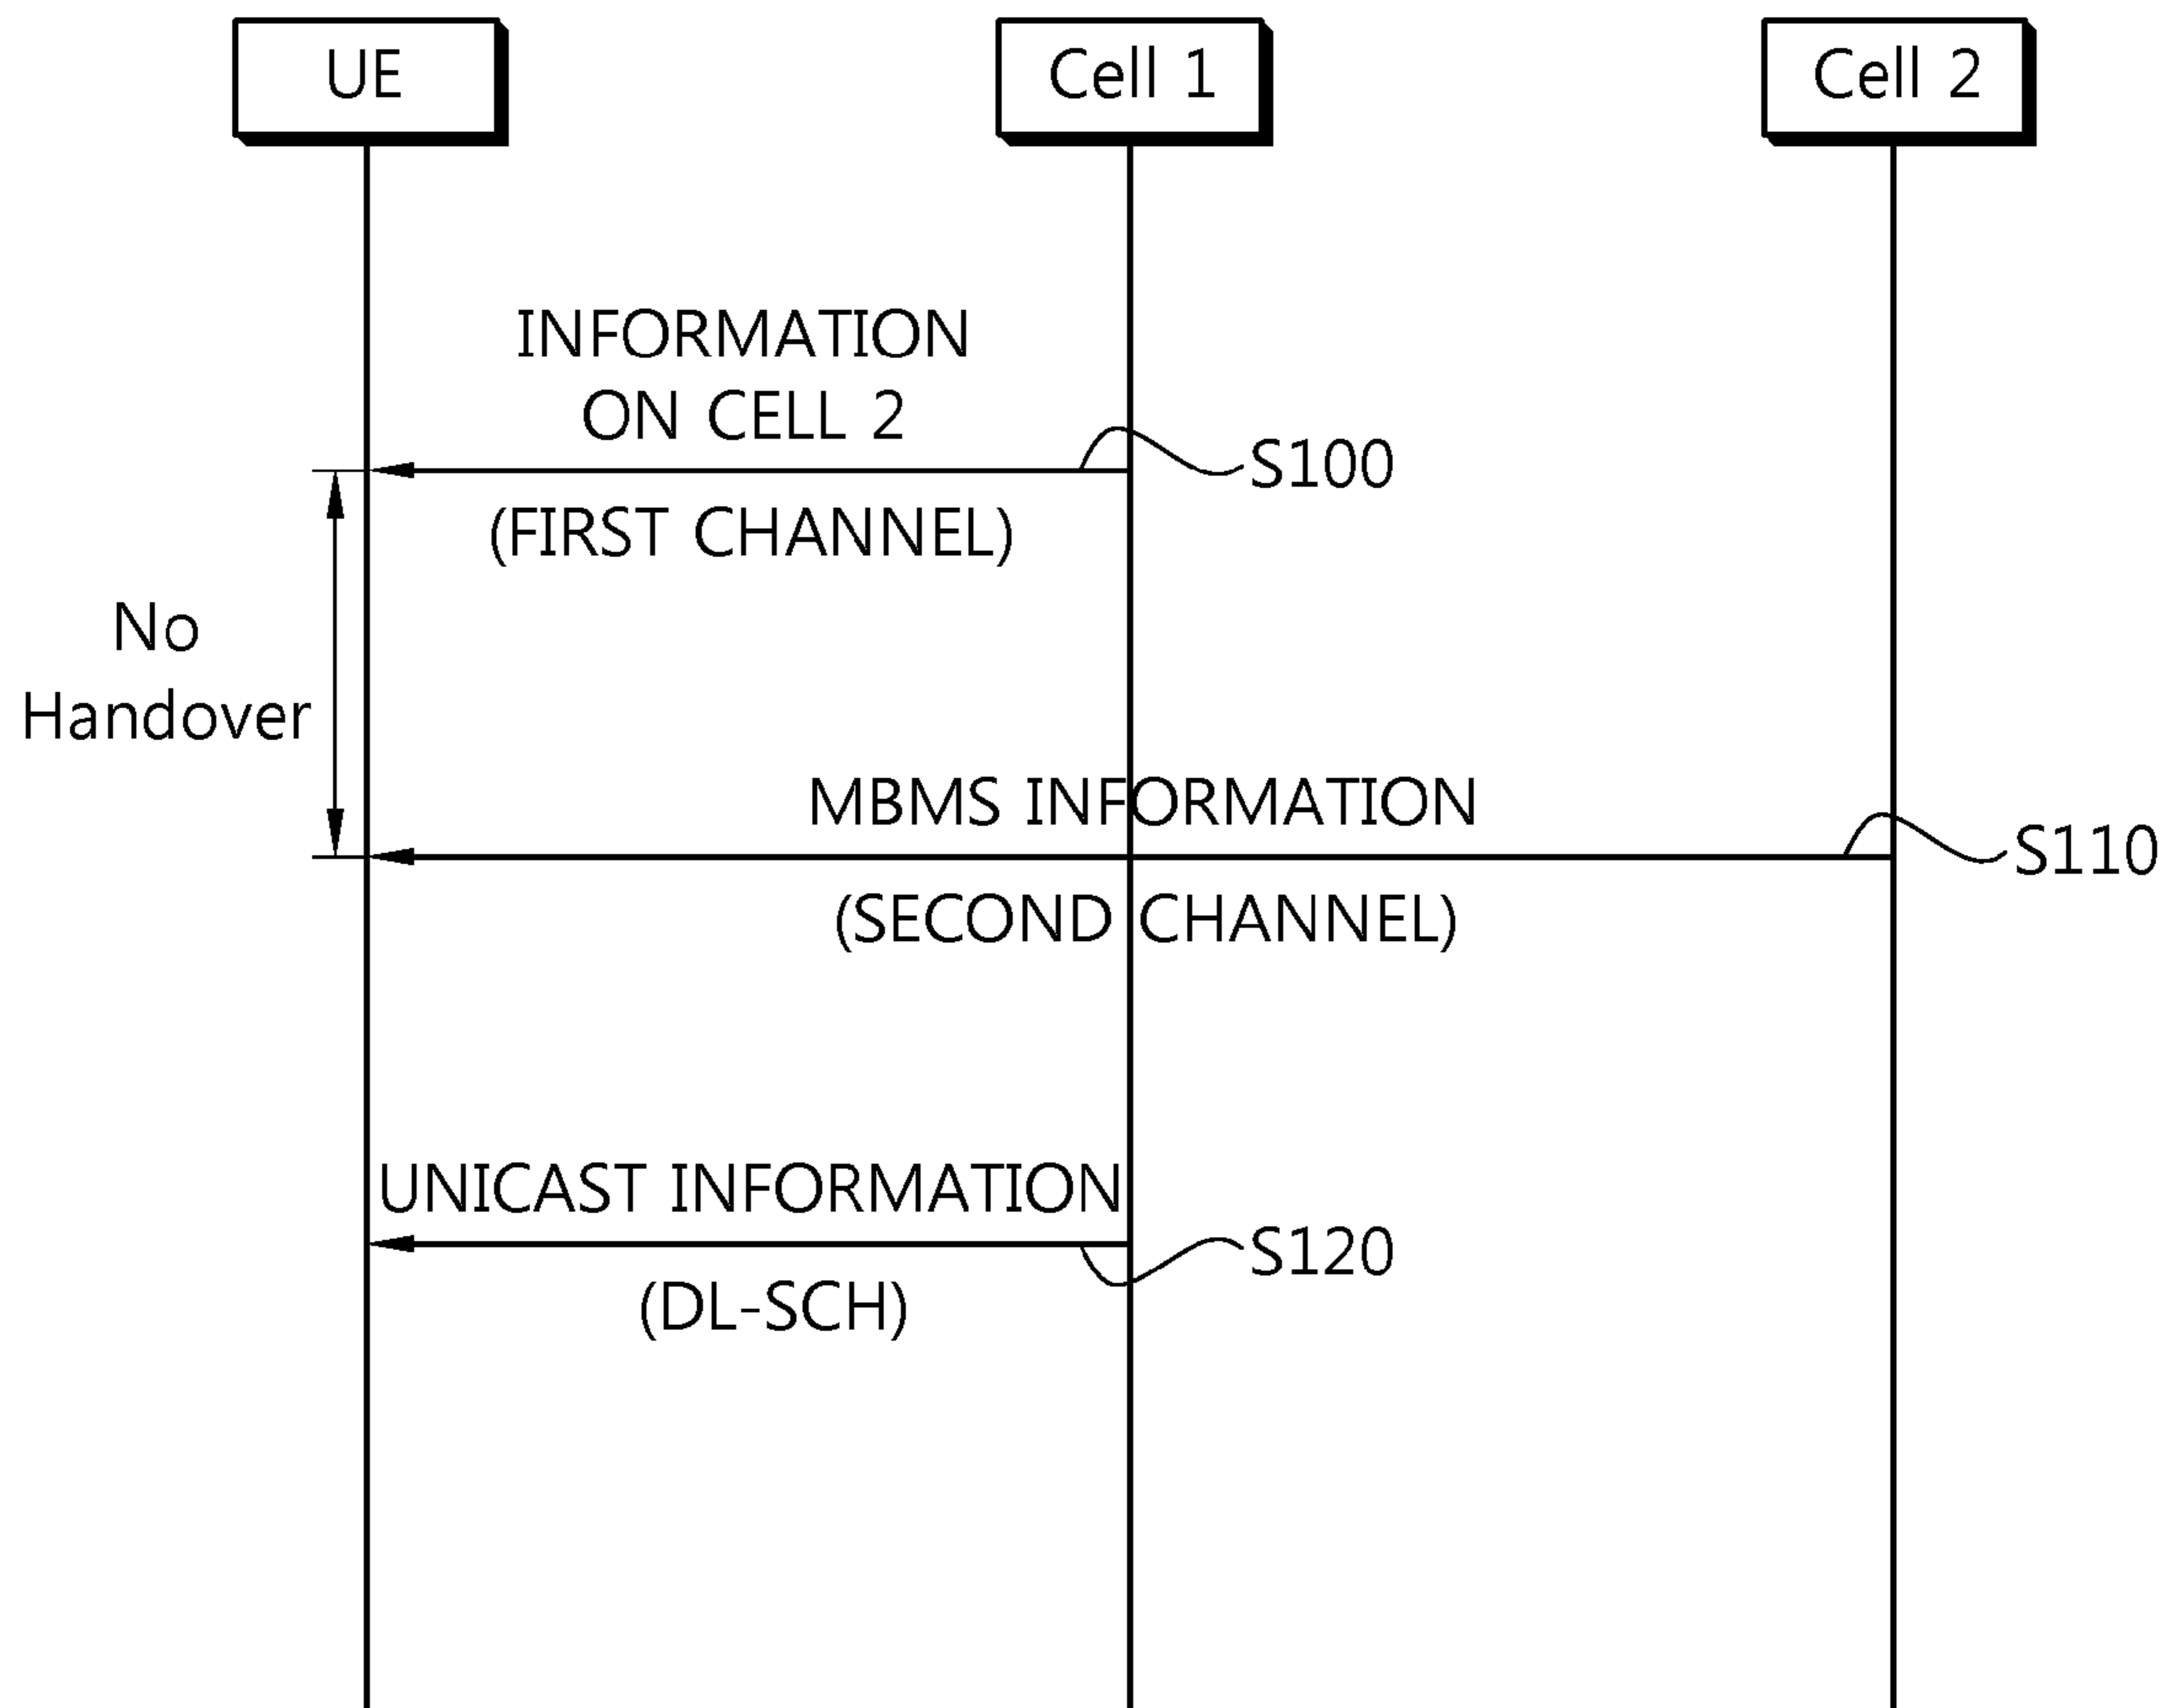 UE
Cell 1
Cell 2
INFORMATION
ON CELL 2
S100
(FIRST CHANNEL)
No
Handover
MBMS INFORMATION
S110
(SECOND CHANNEL)
UNICAST INFORMATION
S120
(DL-SCH)